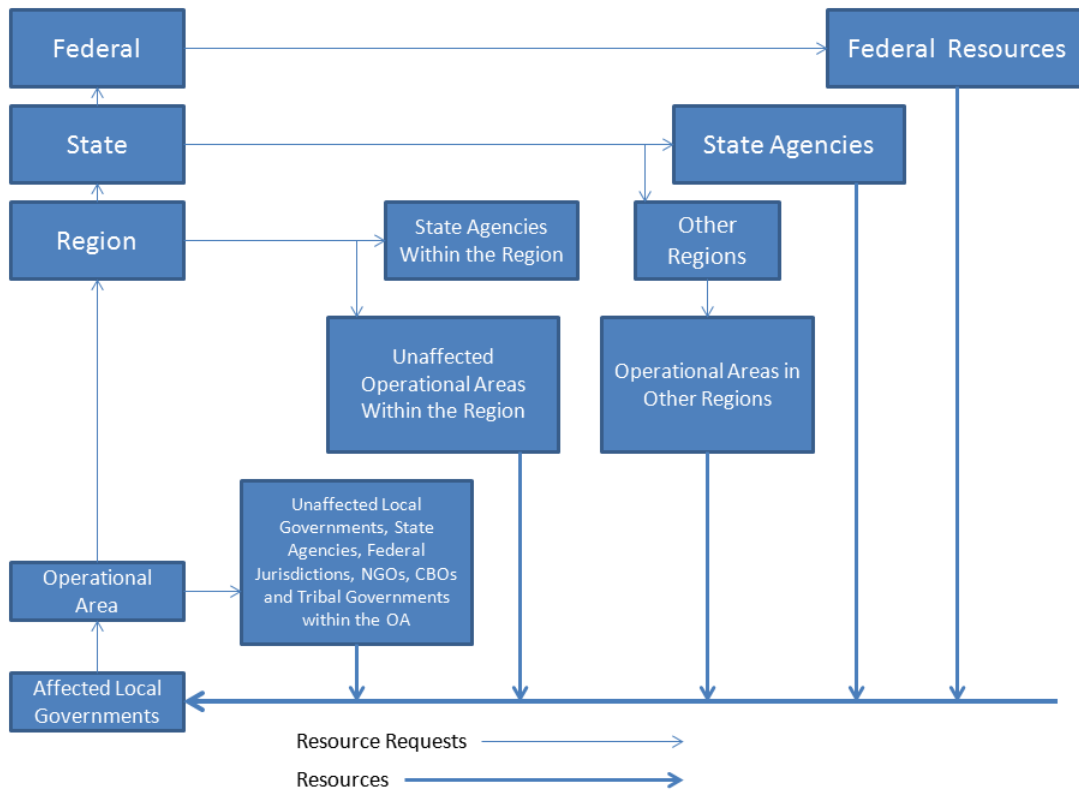 Federal
Federal Resources
State
State Agencies
Region
State Agencies
Within the Region
Other
Regions
Unaffected
Operational Areas
Within the Region
Operational Areas in
Other Regions
Unaffected Local
Governments, State
Agencies, Federal
Jurisdictions, NGOs, CBOs
and Tribal Governments
within the OA
Operational
Area
Affected Local
Governments
Resource Requests
Resources